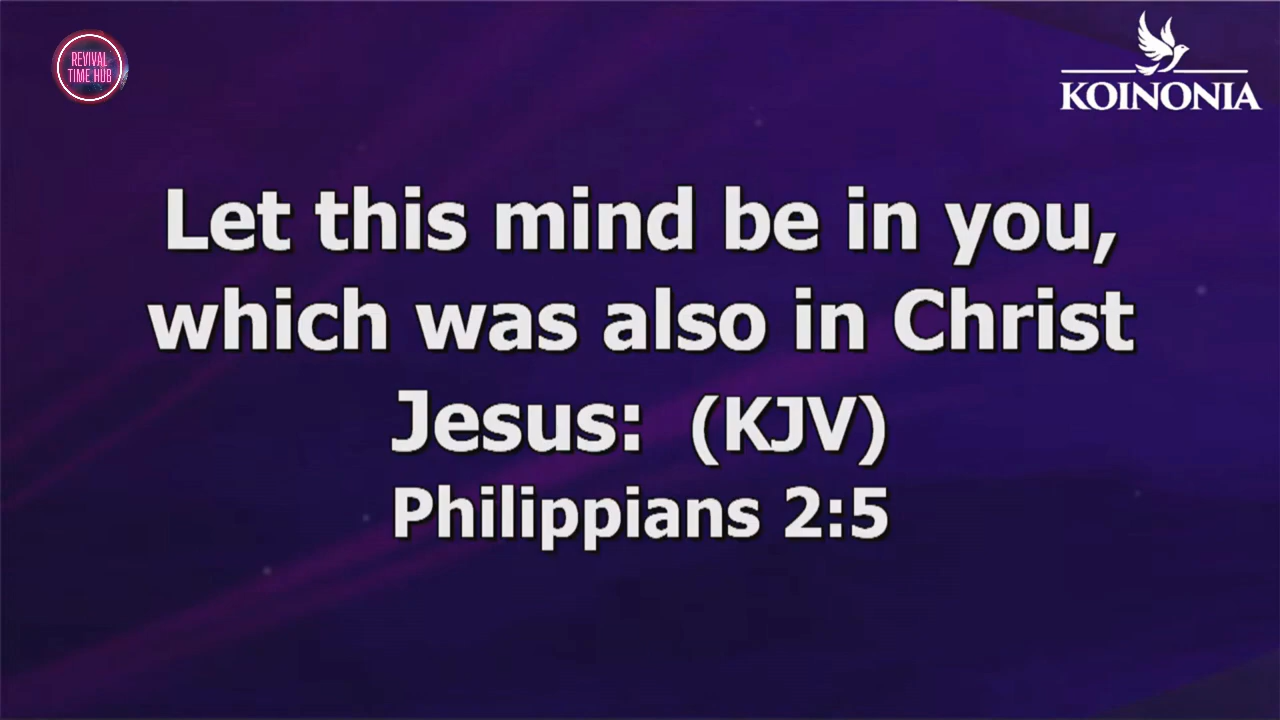 REVIVAL
TIME HUB
KOINONIA
Let this mind be in you,
which was also in Christ
Jesus: (KJV)
Philippians 2:5